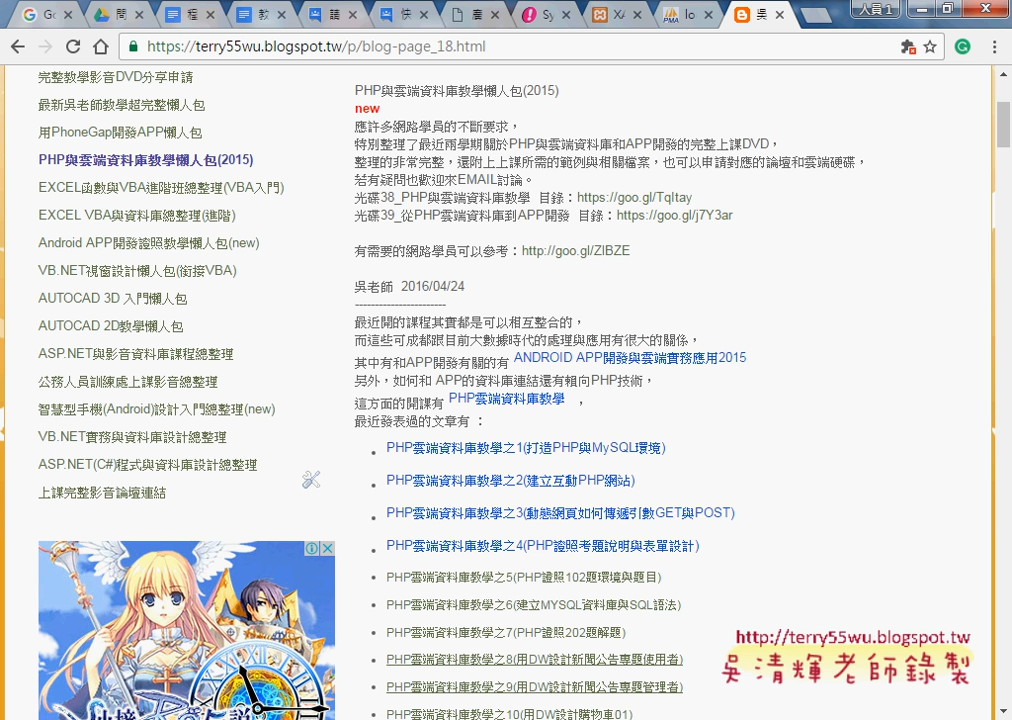 人員1
https://terry55wu.blogspot.tw/p/blog-page_18.html
完整教學影音DVD分享申請
最新吳老師教學超完整懶人包
用PhoneGap開發APP懶人包
PHP與雲端資料庫教學懶人包(2015)
EXCEL函數與VBA進階班總整理(VBA入門)
EXCEL VBA與資料庫總整理(進階)
Android APP開發證照教學懶人包(new)
VB.NET視窗設計懶人包(銜接VBA)
AUTOCAD 3D 入門懶人包
AUTOCAD 2D教學懶人包
ASP.NET與影音資料庫課程總整理
公務人員訓練處上課影音總整理
智慧型手機(Android)設計入門總整理(new)
VB.NET實務與資料庫設計總整理
ASP.NET(C#)程式與資料庫設計總整理
上課完整影音論壇連結
PHP與雲端資料庫教學懶人包(2015)
new
應許多網路學員的不斷要求，
特別整理了最近兩學期關於PHP與雲端資料庫和APP開發的完整上課DVD，
整理的非常完整，還附上上課所需的範例與相關檔案，也可以申請對應的論壇和雲端硬碟，
若有疑問也歡迎來EMAIL討論。
光碟38_PHP與雲端資料庫教學 目錄：https://goo.gl/TqItay
光碟39_從PHP雲端資料庫到APP開發 目錄：https://goo.gl/j7Y3ar
有需要的網路學員可以參考：http://goo.gl/ZlBZE
吳老師 2016/04/24
-----------------------
最近開的課程其實都是可以相互整合的，
而這些可成都跟目前大數據時代的處理與應用有很大的關係，
其中有和APP開發有關的有 ANDROID APP開發與雲端實務應用2015
另外，如何和 APP的資料庫連結還有賴向PHP技術，
這方面的開課有 PHP雲端資料庫教學 ，
最近發表過的文章有 ：
PHP雲端資料庫教學之1(打造PHP與MySQL環境)
PHP雲端資料庫教學之2(建立互動PHP網站)
PHP雲端資料庫教學之3(動態網頁如何傳遞引數GET與POST)
PHP雲端資料庫教學之4(PHP證照考題說明與表單設計)
PHP雲端資料庫教學之5(PHP證照102題環境與題目)
PHP雲端資料庫教學之6(建立MYSQL資料庫與SQL語法)
PHP雲端資料庫教學之7(PHP證照202題解題)
PHP雲端資料庫教學之8(用DW設計新聞公告專題使用者)
PHP雲端資料庫教學之9(用DW設計新聞公告專題管理者)
PHP雲端資料庫教學之10(用DW設計購物車01)
http://terry55wu.blogspot.tw
吳清輝老師錄製